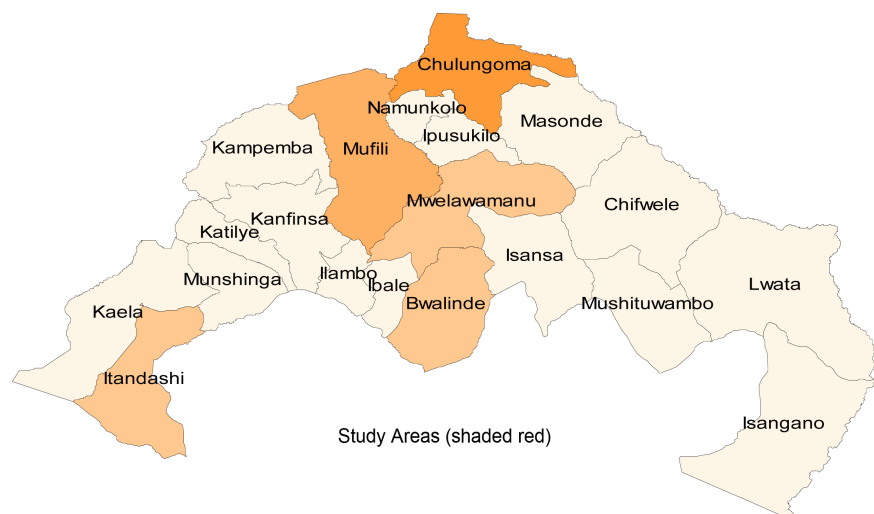 Chulungoma
Namunkolo
Masonde
Ipusukilo
Kampemba
Mufili
Mwelawamanu
Chifwele
Kanfinsa
Katilye
Isansa
Ilambo
Munshinga
Ibale
Lwata
Bwalinde
Mushituwambo
Kaela
Itandashi
Isangano
Study Areas (shaded red)